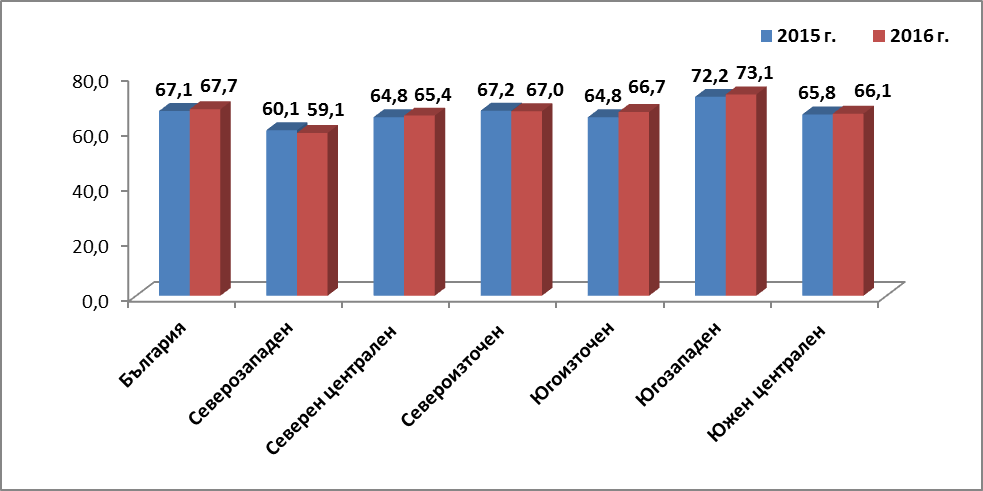 2015 г. 2016 г.
80,0
60,0
40,0
20,0
0,0
67,1 67,7
60,1 59,1
64,8 65,4
67,2 67,0
64,8 66,7
72,2 73,1
65,8 66,1
България
Северозападен
Северен централен
Североизточен
Югоизточен
Югозападен
Южен централен